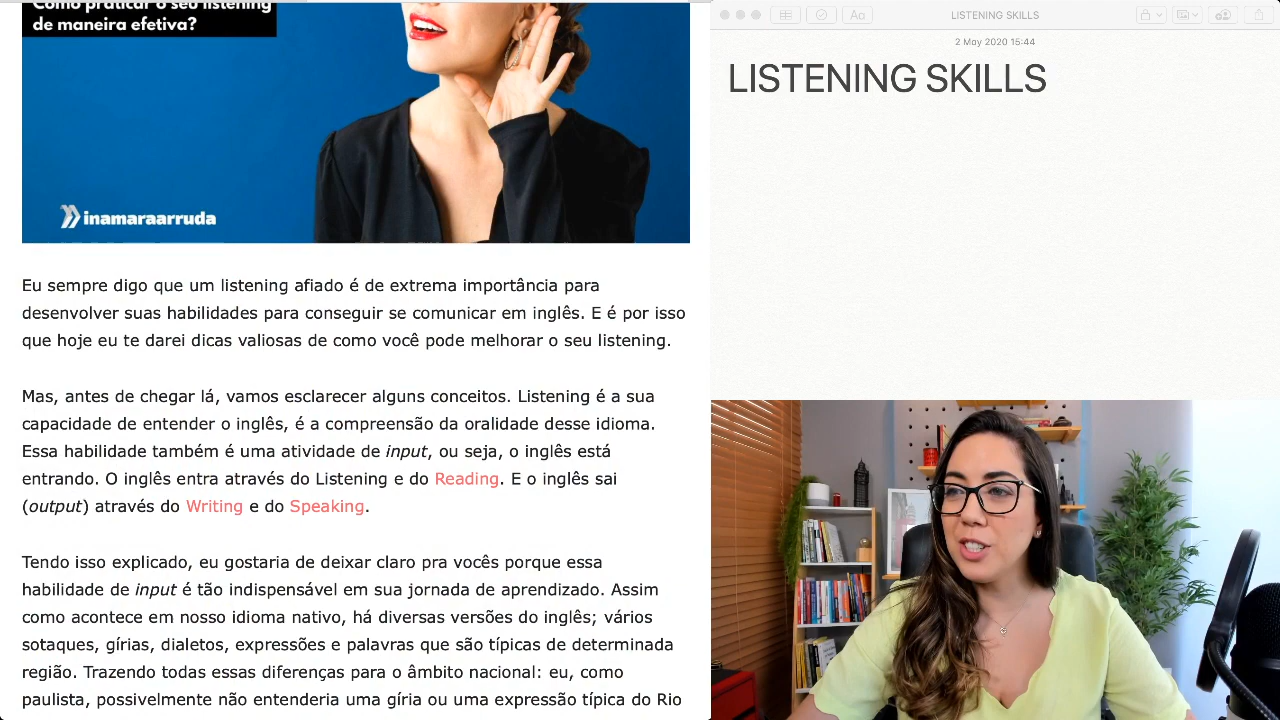 Como praticar o seu listening
de maneira efetiva?
inamaraarruda
Eu sempre digo que um listening afiado é de extrema importância para
desenvolver suas habilidades para conseguir se comunicar em inglês. E é por isso
que hoje eu te darei dicas valiosas de como você pode melhorar o seu listening.
Mas, antes de chegar lá, vamos esclarecer alguns conceitos. Listening é a sua
capacidade de entender o inglês, é a compreensão da oralidade desse idioma.
Essa habilidade também é uma atividade de input, ou seja, o inglês está
entrando. O inglês entra através do Listening e do Reading. E o inglês sai
(output) através do Writing e do Speaking.
Tendo isso explicado, eu gostaria de deixar claro pra vocês porque essa
habilidade de input é tão indispensável em sua jornada de aprendizado. Assim
como acontece em nosso idioma nativo, há diversas versões do inglês; vários
sotaques, gírias, dialetos, expressões e palavras que são típicas de determinada
região. Trazendo todas essas diferenças para o âmbito nacional: eu, como
paulista, possivelmente não entenderia uma gíria ou uma expressão típica do Rio
Aa
LISTENING SKILLS
2 May 2020 15:44
LISTENING SKILLS